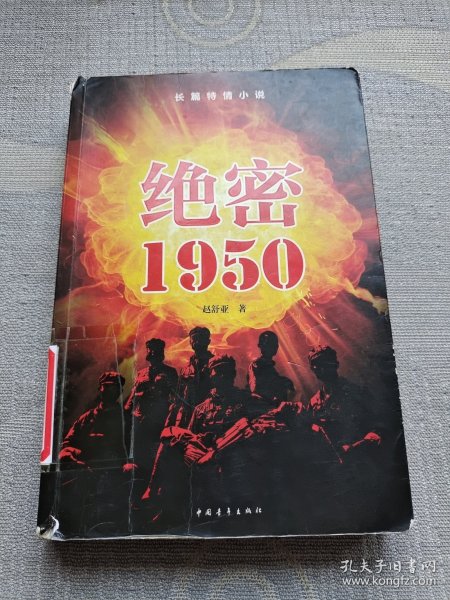 长篇特情小说
绝密
1950
赵舒亚 著
中国青年出版社
孔夫子旧书网
www.kongfz.com